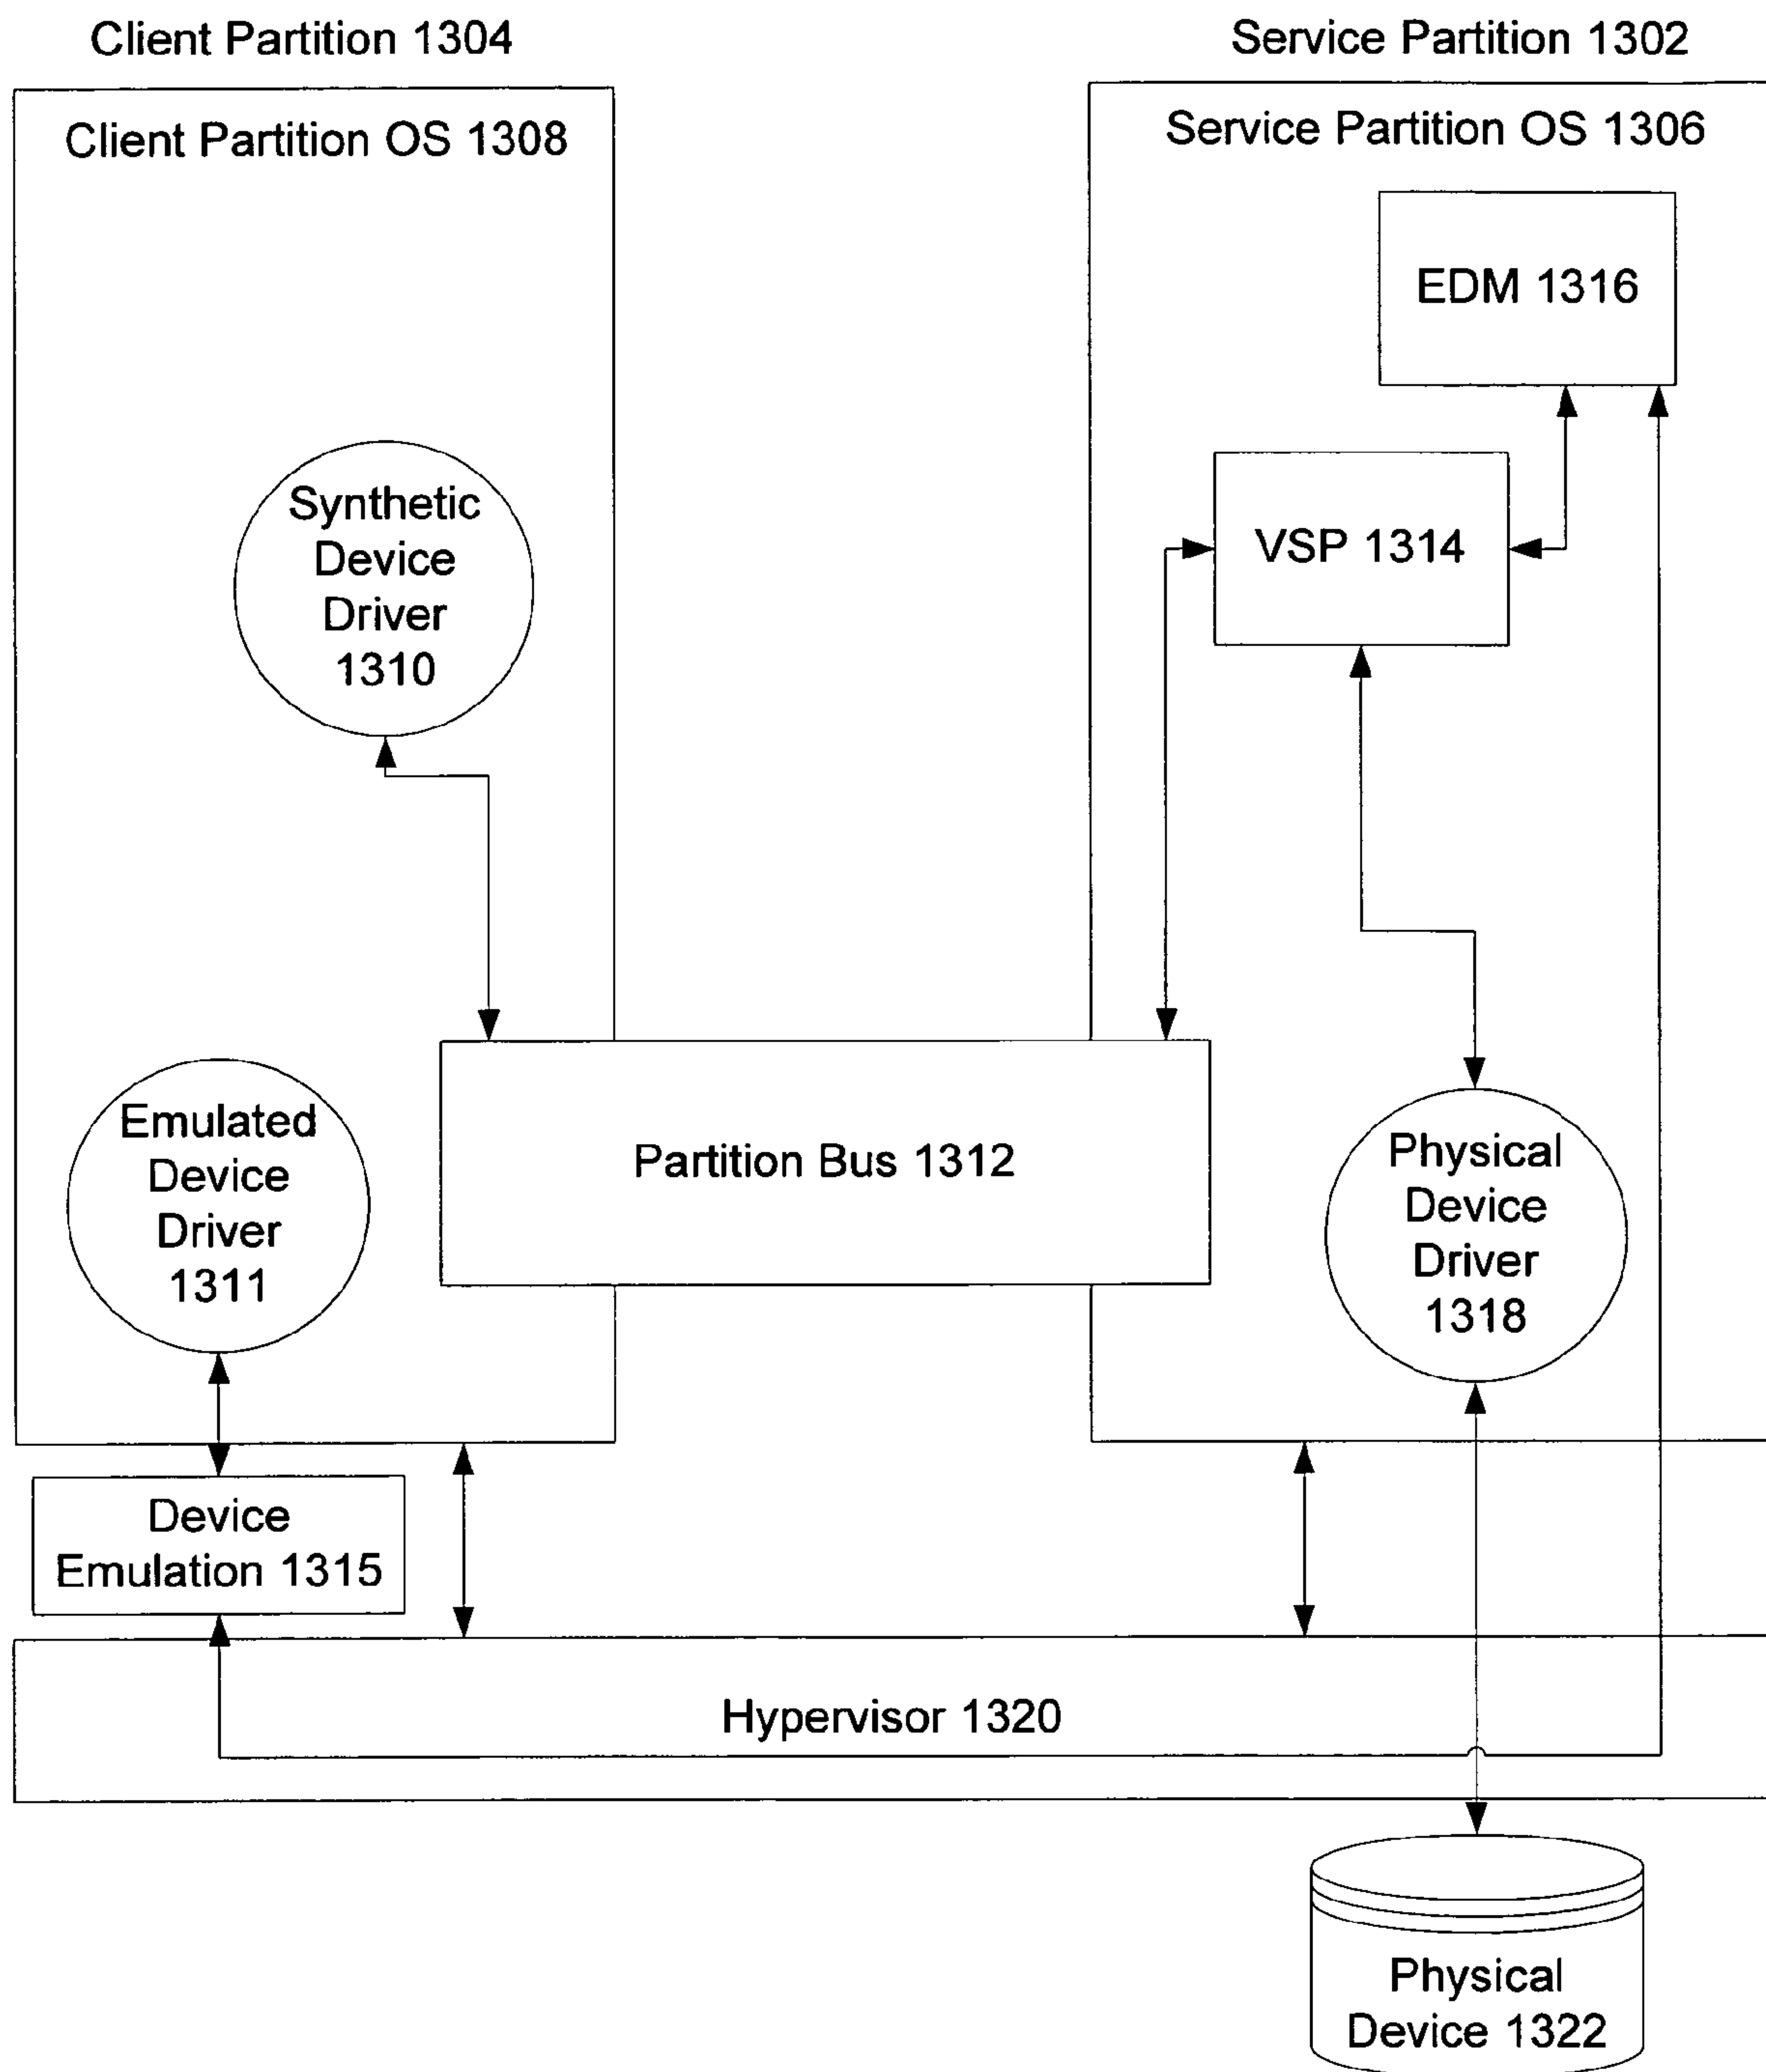 Client Partition 1304
Service Partition 1302
Client Partition OS 1308
Service Partition OS 1306
EDM 1316
Synthetic
Device
Driver
1310
VSP 1314
Emulated
Device
Driver
1311
Partition Bus 1312
Physical
Device
Driver
1318
Device
Emulation 1315
Hypervisor 1320
Physical
Device 1322